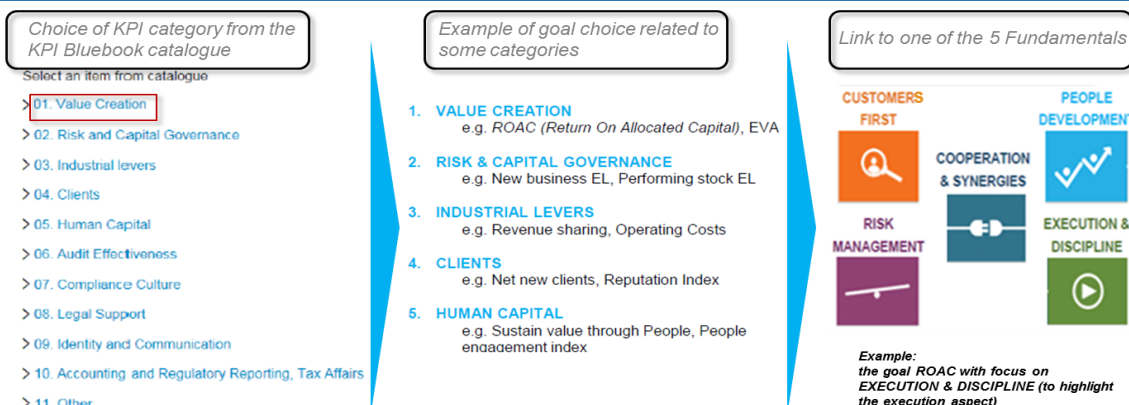 Choice of KPI category from the
KPI Bluebook catalogue
Select an item from catalogue
01. Value Creation
02. Risk and Capital Governance
03. Industrial levers
04. Clients
05. Human Capital
06. Audit Effectiveness
07. Compliance Culture
08. Legal Support
09. Identity and Communication
10. Accounting and Regulatory Reporting, Tax Affairs
11. Other
Example of goal choice related to
some categories
1. VALUE CREATION
e.g. ROAC (Return On Allocated Capital), EVA
2. RISK & CAPITAL GOVERNANCE
e.g. New business EL, Performing stock EL
3. INDUSTRIAL LEVERS
e.g. Revenue sharing, Operating Costs
4. CLIENTS
e.g. Net new clients, Reputation Index
5. HUMAN CAPITAL
e.g. Sustain value through People, People
engagement index
Link to one of the 5 Fundamentals
CUSTOMERS
FIRST
PEOPLE
DEVELOPMENT
COOPERATION
& SYNERGIES
RISK
MANAGEMENT
EXECUTION &
DISCIPLINE
Example:
the goal ROAC with focus on
EXECUTION & DISCIPLINE (to highlight
the execution aspect)